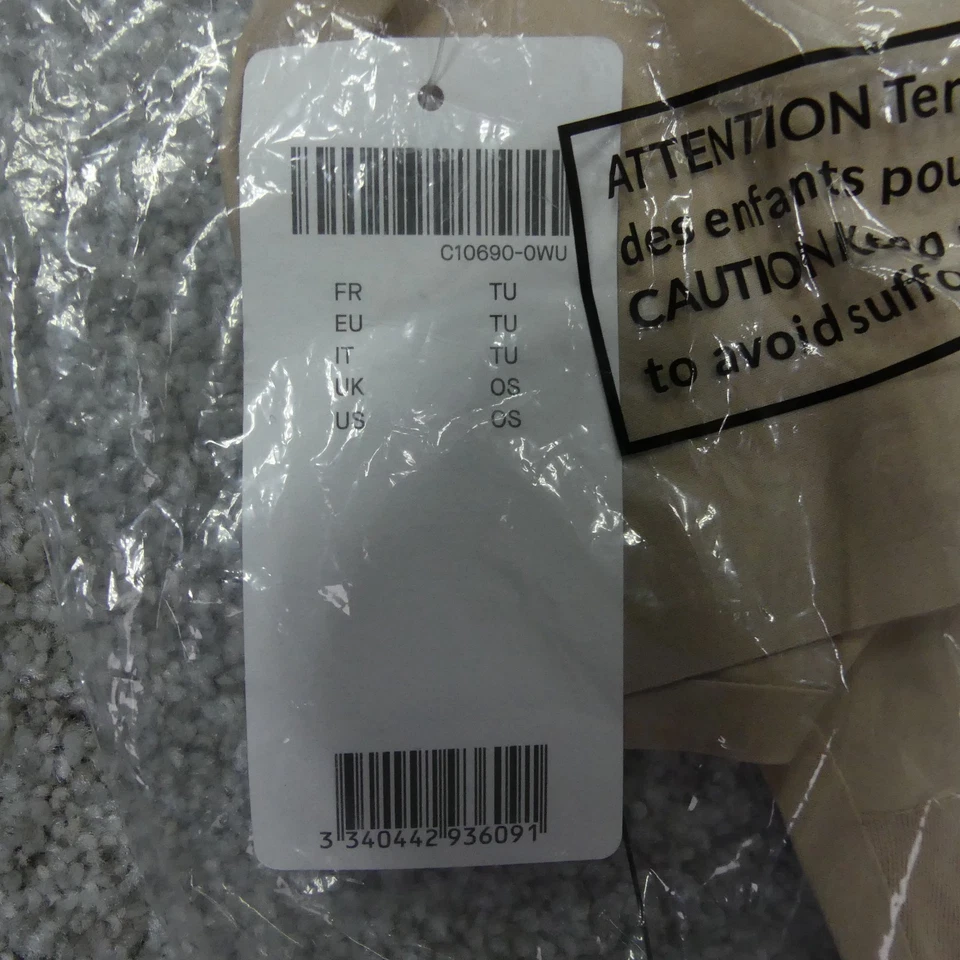 C10690-0WU
FR TU
EU TU
IT TU
UK OS
US OS
3 340442 936091
ATTENTION
des enfants
CAUTION Keep
to avoid